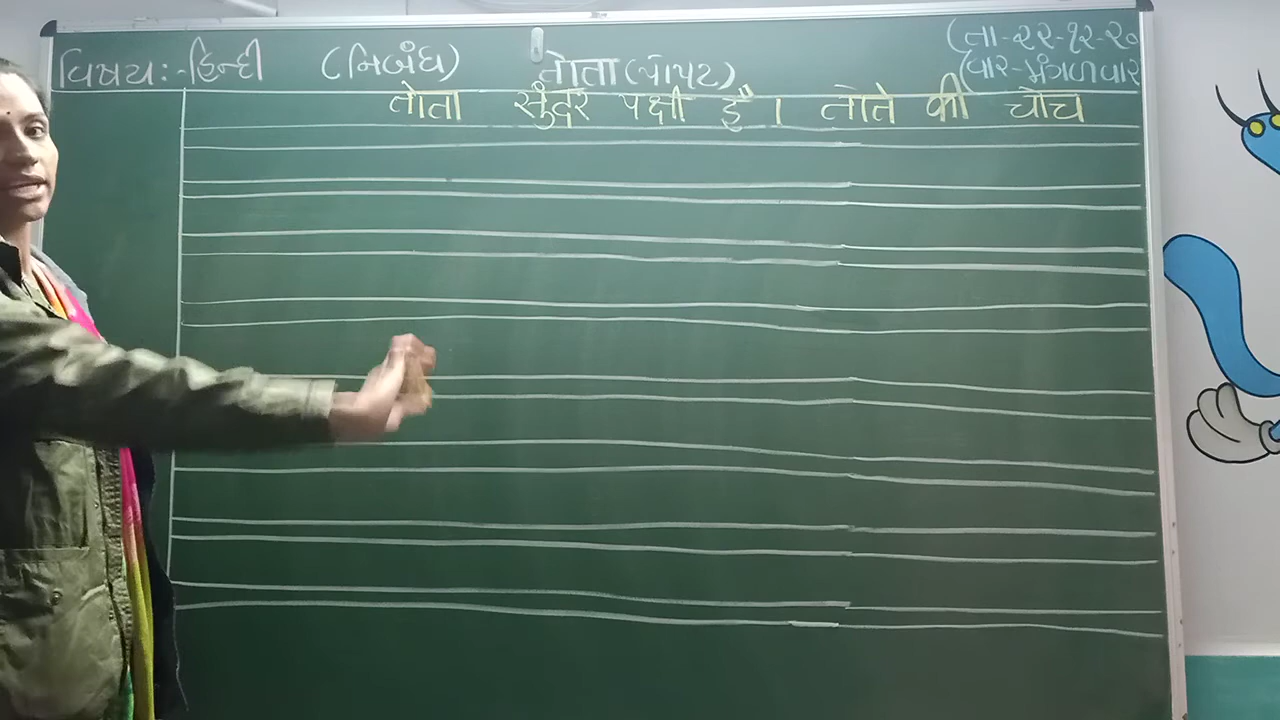 વિષય:-હિન્દી (નિબંધ) तोता (પોપટ) (તા-૨૨-૧૨-૨૦
(વાર-મંગળવાર
तोता सुंदर पक्षी है। तोते की चोच